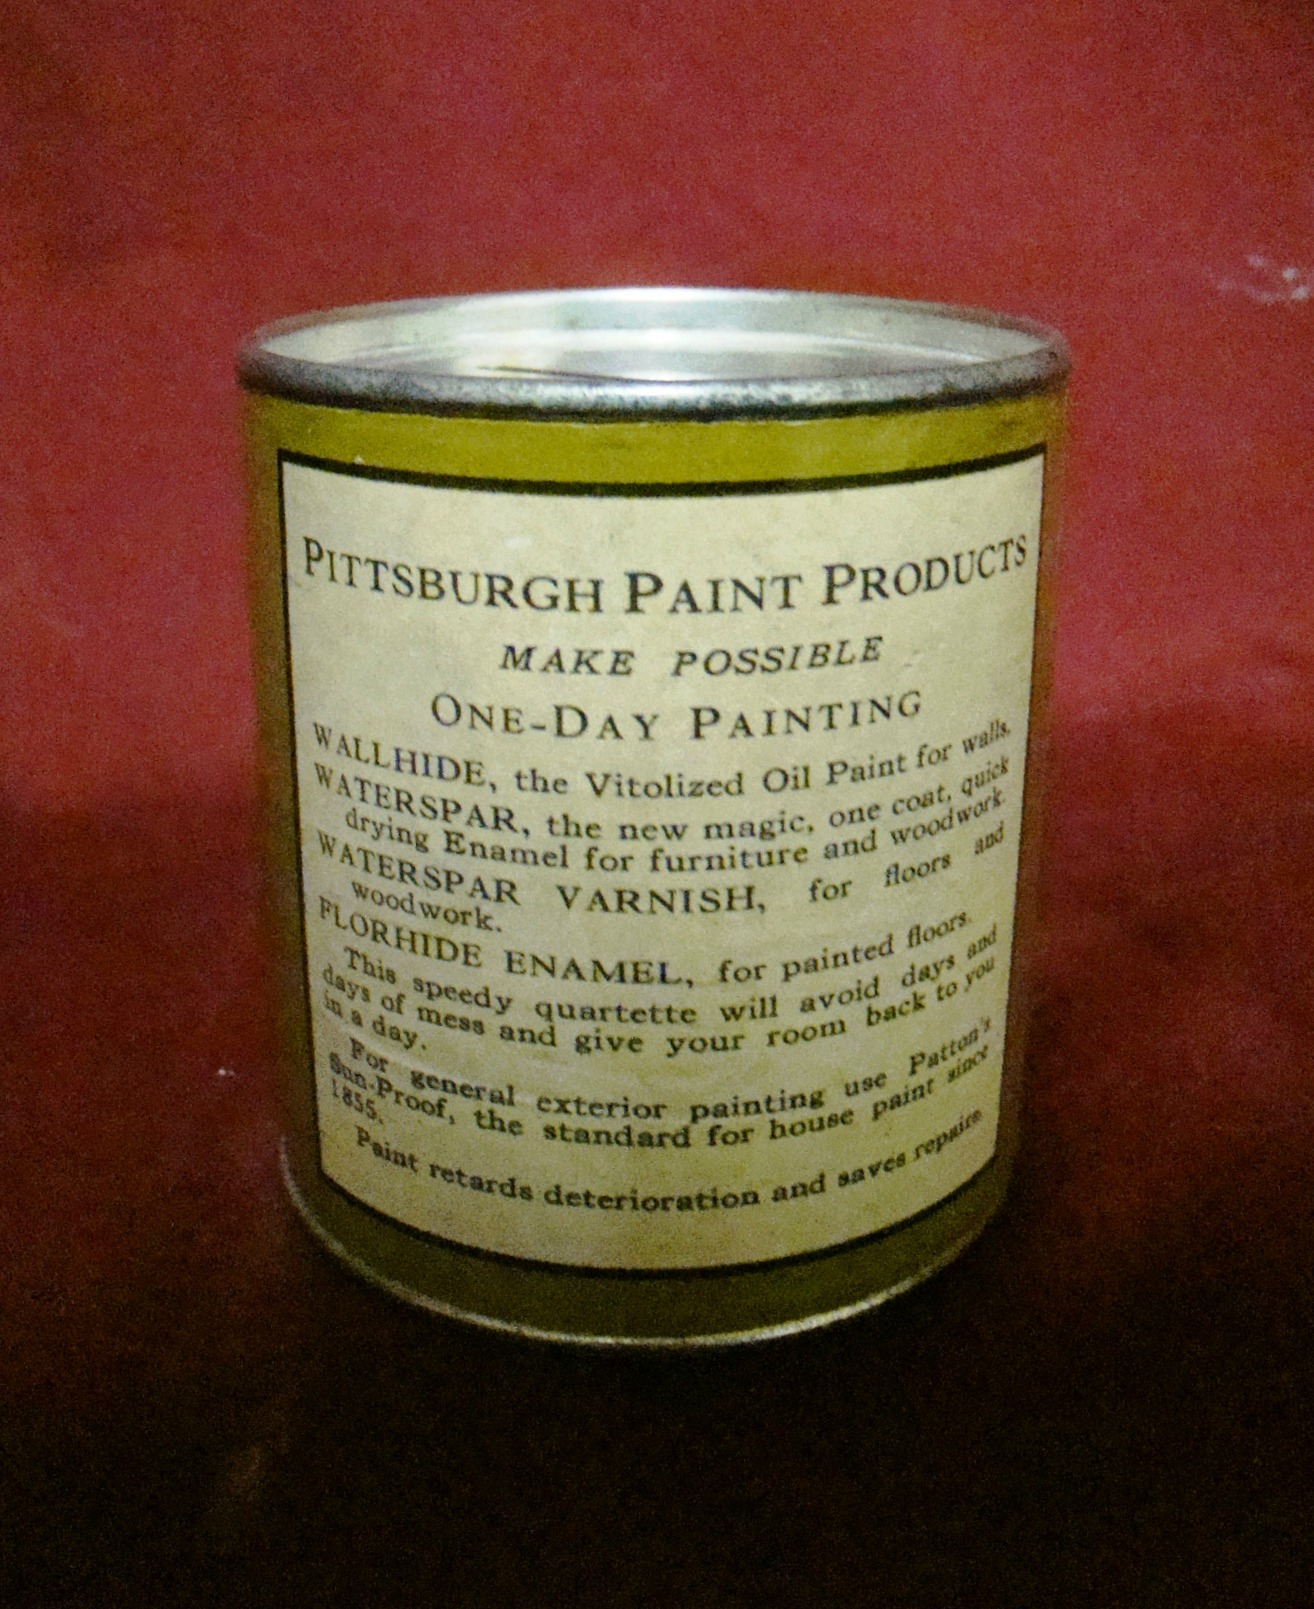 PITTSBURGH PAINT PRODUCTS
MAKE POSSIBLE
ONE-DAY PAINTING
WALLHIDE, the Vitolized Oil Paint for walls.
WATERSPAR, the new magic, one coat, quick
drying Enamel for furniture and woodwork.
WATERSPAR VARNISH, for floors and
woodwork.
FLORHIDE ENAMEL, for painted floors.
This speedy quartette will avoid days and
days of mess and give your room back to you
in a day.
For general exterior painting use Patton's
Sun-Proof, the standard for house paint since
1855.
Paint retards deterioration and saves repairs.